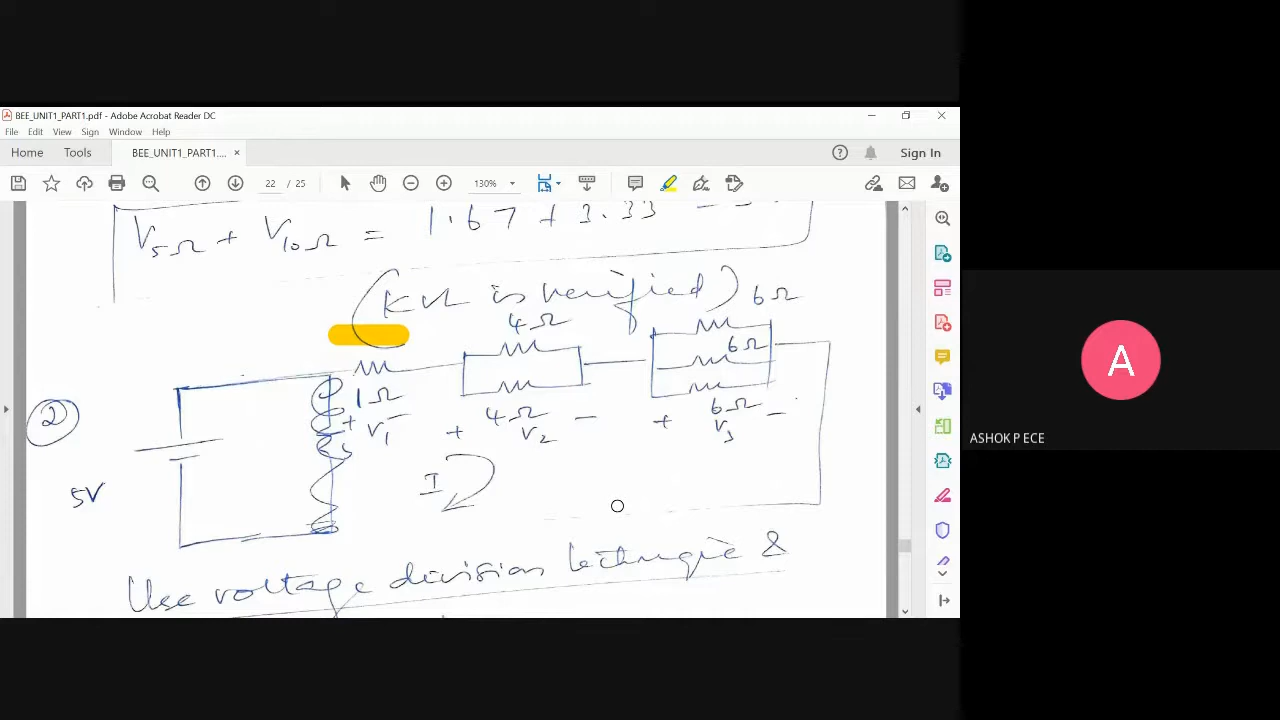 BEE_UNIT1_PART1.pdf - Adobe Acrobat Reader DC
File Edit View Sign Window Help
Home Tools BEE_UNIT1_PART1.... × Sign In
22 / 25 130%
V5Ω + V10Ω = 1.67 + 3.33
(KVL is verified) 6Ω
4Ω
6Ω
1Ω
4Ω 6Ω
+ V1 - + V2 - + V3 -
2
I
5V
Use voltage division technique &
A
ASHOK P ECE